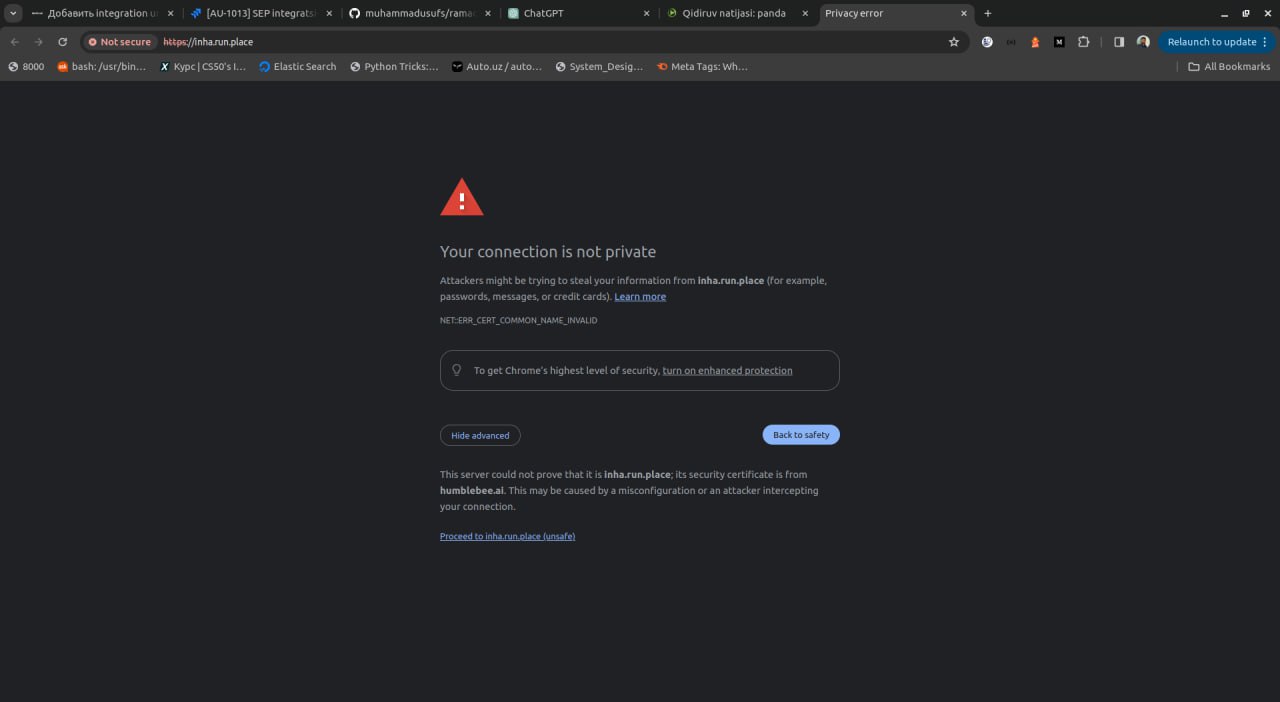 Добавить integration u
[AU-1013] SEP integratsi
muhammadusufs/ramad
ChatGPT
Qidiruv natijasi: panda
Privacy error
Not secure
https://inha.run.place
Relaunch to update
8000
bash: /usr/bin...
Курс | CS50's I...
Elastic Search
Python Tricks:...
Auto.uz / auto...
System_Desig...
Meta Tags: Wh...
All Bookmarks
Your connection is not private
Attackers might be trying to steal your information from inha.run.place (for example,
passwords, messages, or credit cards). Learn more
NET::ERR_CERT_COMMON_NAME_INVALID
To get Chrome's highest level of security, turn on enhanced protection
Hide advanced
Back to safety
This server could not prove that it is inha.run.place; its security certificate is from
humblebee.ai. This may be caused by a misconfiguration or an attacker intercepting
your connection.
Proceed to inha.run.place (unsafe)